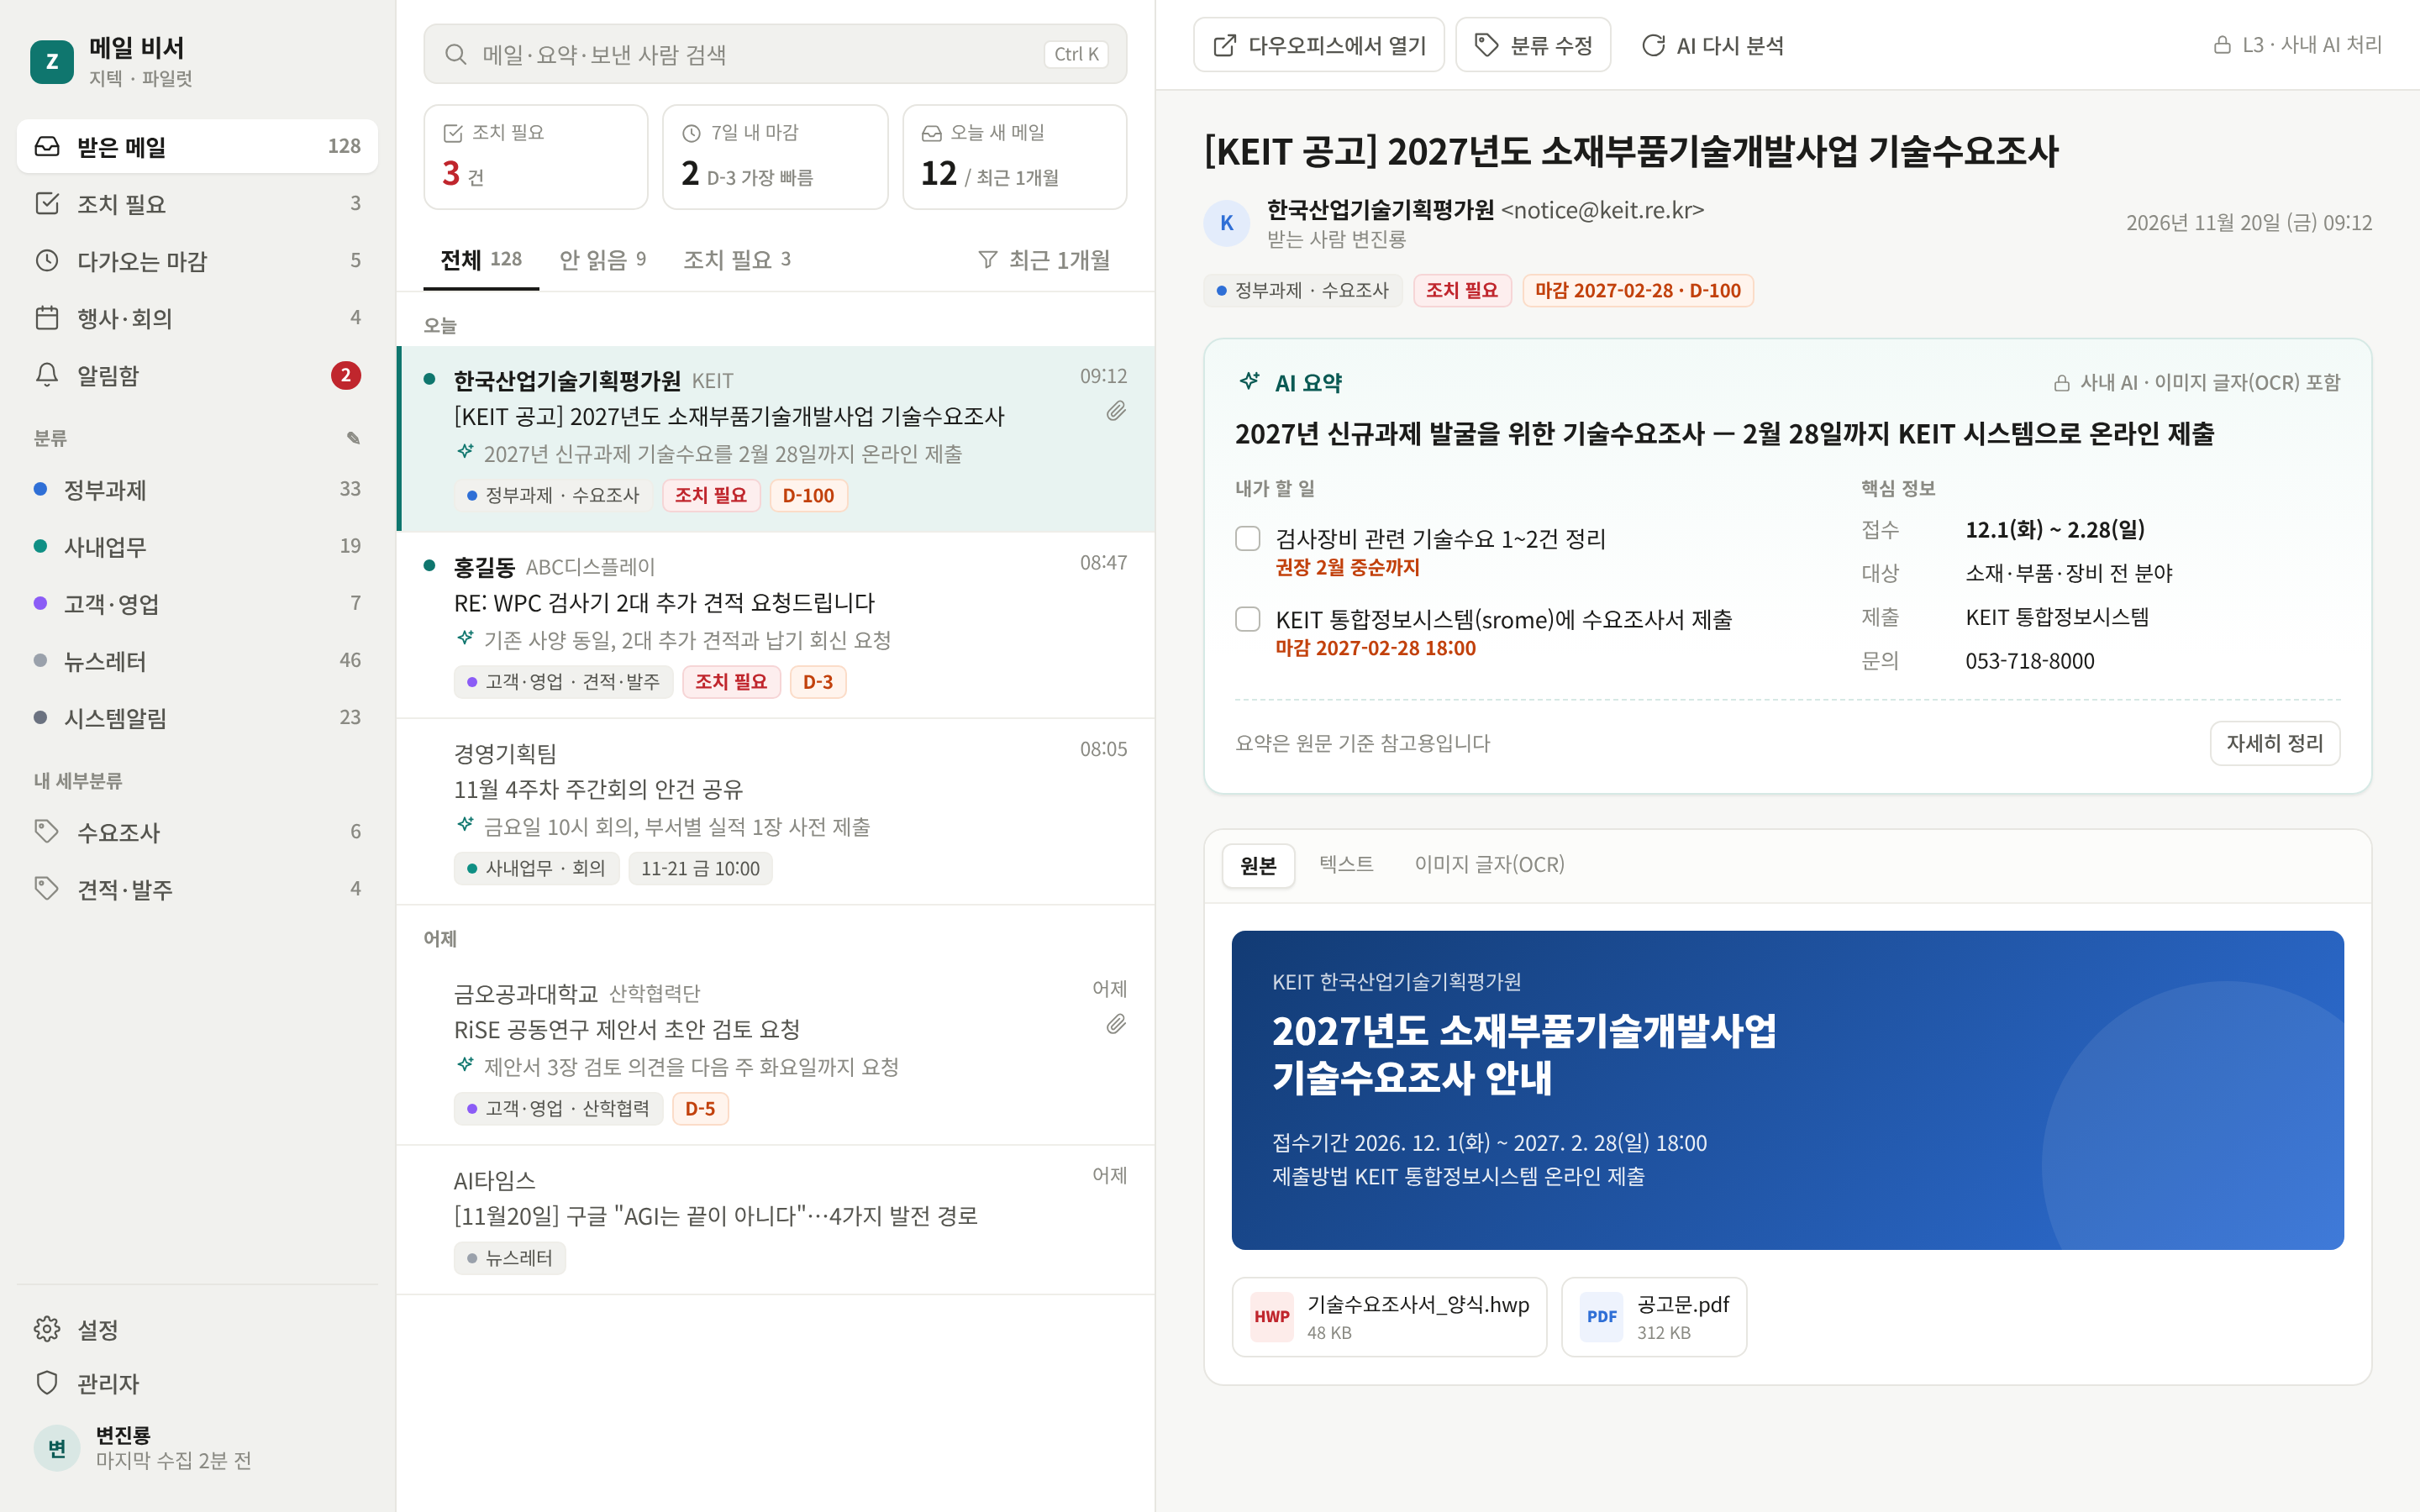 Z
메일 비서
지텍 · 파일럿
받은 메일 128
조치 필요 3
다가오는 마감 5
행사·회의 4
알림함 2
분류
정부과제 33
사내업무 19
고객·영업 7
뉴스레터 46
시스템알림 23
내 세부분류
수요조사 6
견적·발주 4
설정
관리자
변
변진룡
마지막 수집 2분 전
메일·요약·보낸 사람 검색 Ctrl K
조치 필요
3 건
7일 내 마감
2 D-3 가장 빠름
오늘 새 메일
12 / 최근 1개월
전체 128 안 읽음 9 조치 필요 3 최근 1개월
오늘
한국산업기술기획평가원 KEIT 09:12
[KEIT 공고] 2027년도 소재부품기술개발사업 기술수요조사
2027년 신규과제 기술수요를 2월 28일까지 온라인 제출
정부과제 · 수요조사 조치 필요 D-100
홍길동 ABC디스플레이 08:47
RE: WPC 검사기 2대 추가 견적 요청드립니다
기존 사양 동일, 2대 추가 견적과 납기 회신 요청
고객·영업 · 견적·발주 조치 필요 D-3
경영기획팀 08:05
11월 4주차 주간회의 안건 공유
금요일 10시 회의, 부서별 실적 1장 사전 제출
사내업무 · 회의 11-21 금 10:00
어제
금오공과대학교 산학협력단 어제
RiSE 공동연구 제안서 초안 검토 요청
제안서 3장 검토 의견을 다음 주 화요일까지 요청
고객·영업 · 산학협력 D-5
AI타임스 어제
[11월20일] 구글 "AGI는 끝이 아니다"…4가지 발전 경로
뉴스레터
다우오피스에서 열기 분류 수정 AI 다시 분석 L3 · 사내 AI 처리
[KEIT 공고] 2027년도 소재부품기술개발사업 기술수요조사
K
한국산업기술기획평가원 <notice@keit.re.kr>
받는 사람 변진룡
2026년 11월 20일 (금) 09:12
정부과제 · 수요조사 조치 필요 마감 2027-02-28 · D-100
AI 요약 사내 AI · 이미지 글자(OCR) 포함
2027년 신규과제 발굴을 위한 기술수요조사 — 2월 28일까지 KEIT 시스템으로 온라인 제출
내가 할 일
검사장비 관련 기술수요 1~2건 정리
권장 2월 중순까지
KEIT 통합정보시스템(srome)에 수요조사서 제출
마감 2027-02-28 18:00
핵심 정보
접수 12.1(화) ~ 2.28(일)
대상 소재·부품·장비 전 분야
제출 KEIT 통합정보시스템
문의 053-718-8000
요약은 원문 기준 참고용입니다 자세히 정리
원본 텍스트 이미지 글자(OCR)
KEIT 한국산업기술기획평가원
2027년도 소재부품기술개발사업
기술수요조사 안내
접수기간 2026. 12. 1(화) ~ 2027. 2. 28(일) 18:00
제출방법 KEIT 통합정보시스템 온라인 제출
HWP 기술수요조사서_양식.hwp
48 KB
PDF 공고문.pdf
312 KB